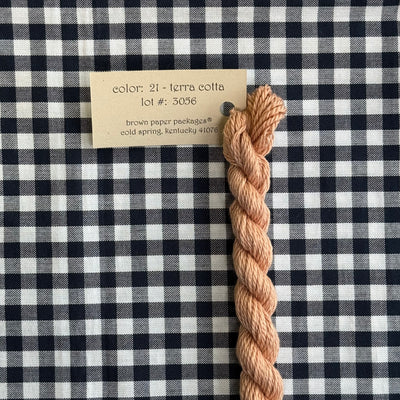 color: 21 - terra cotta
lot #: 3056
brown paper packages®
cold spring, kentucky 41076